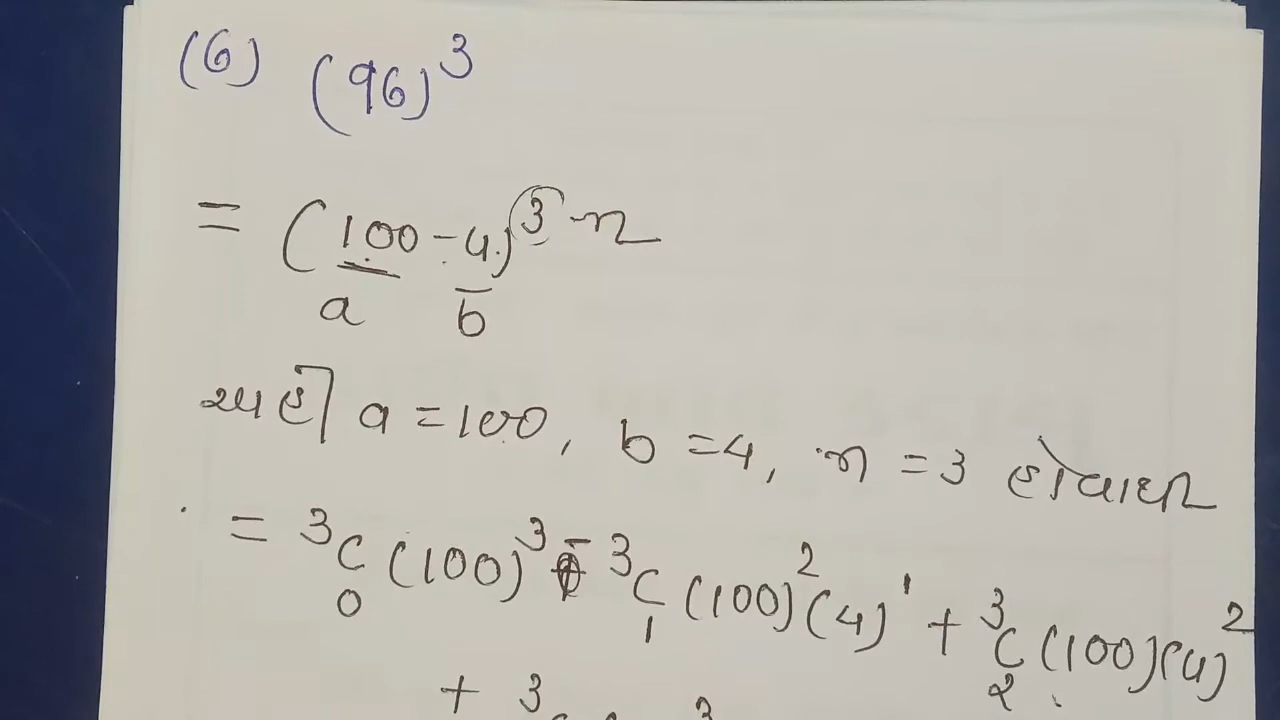 (6) (96)³
= (100-4)³-n
a b
અહીં a=100, b=4, n=3 હોવાથી
= ³C₀ (100)³ - ³C₁ (100)² (4)¹ + ³C₂ (100)(4)²
+ ³C